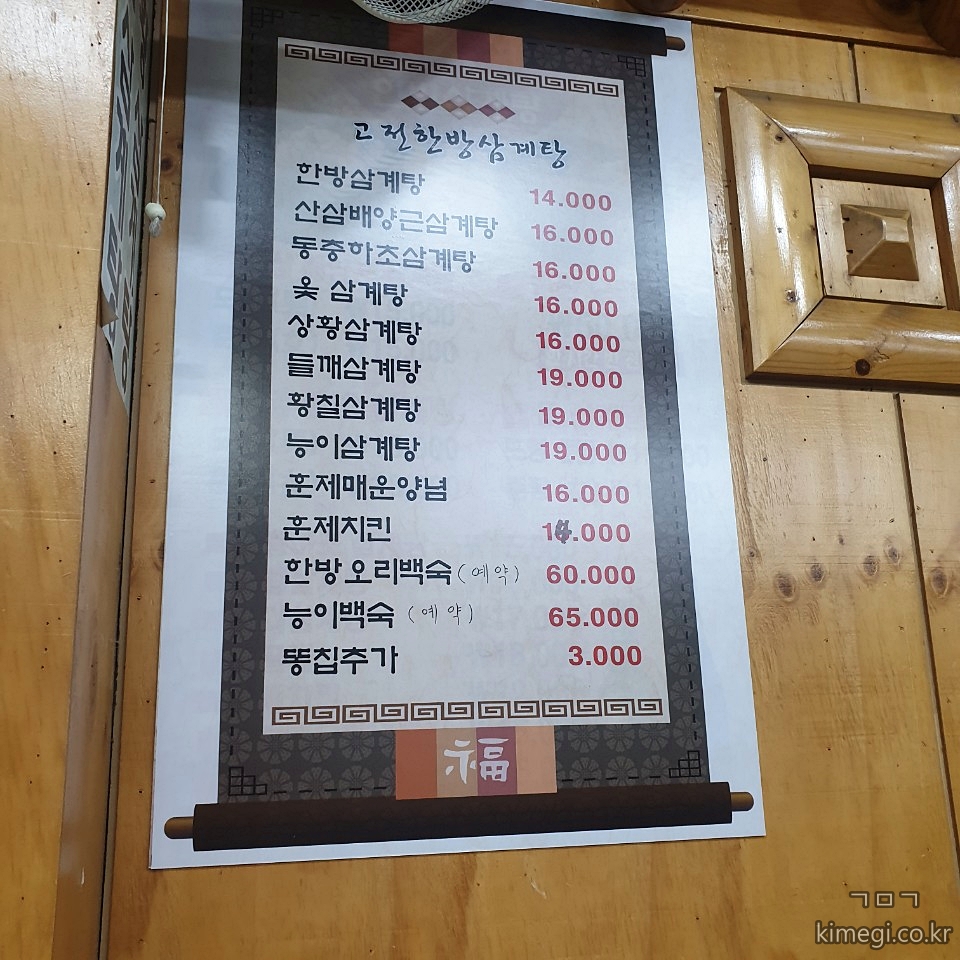 고전한방삼계탕
한방삼계탕 14.000
산삼배양근삼계탕 16.000
동충하초삼계탕 16.000
옻 삼계탕 16.000
상황삼계탕 16.000
들깨삼계탕 19.000
황칠삼계탕 19.000
능이삼계탕 19.000
훈제매운양념 16.000
훈제치킨 14.000
한방오리백숙 (예약) 60.000
능이백숙 (예약) 65.000
똥집추가 3.000
福
ㄱㅁㄱ
kimegi.co.kr